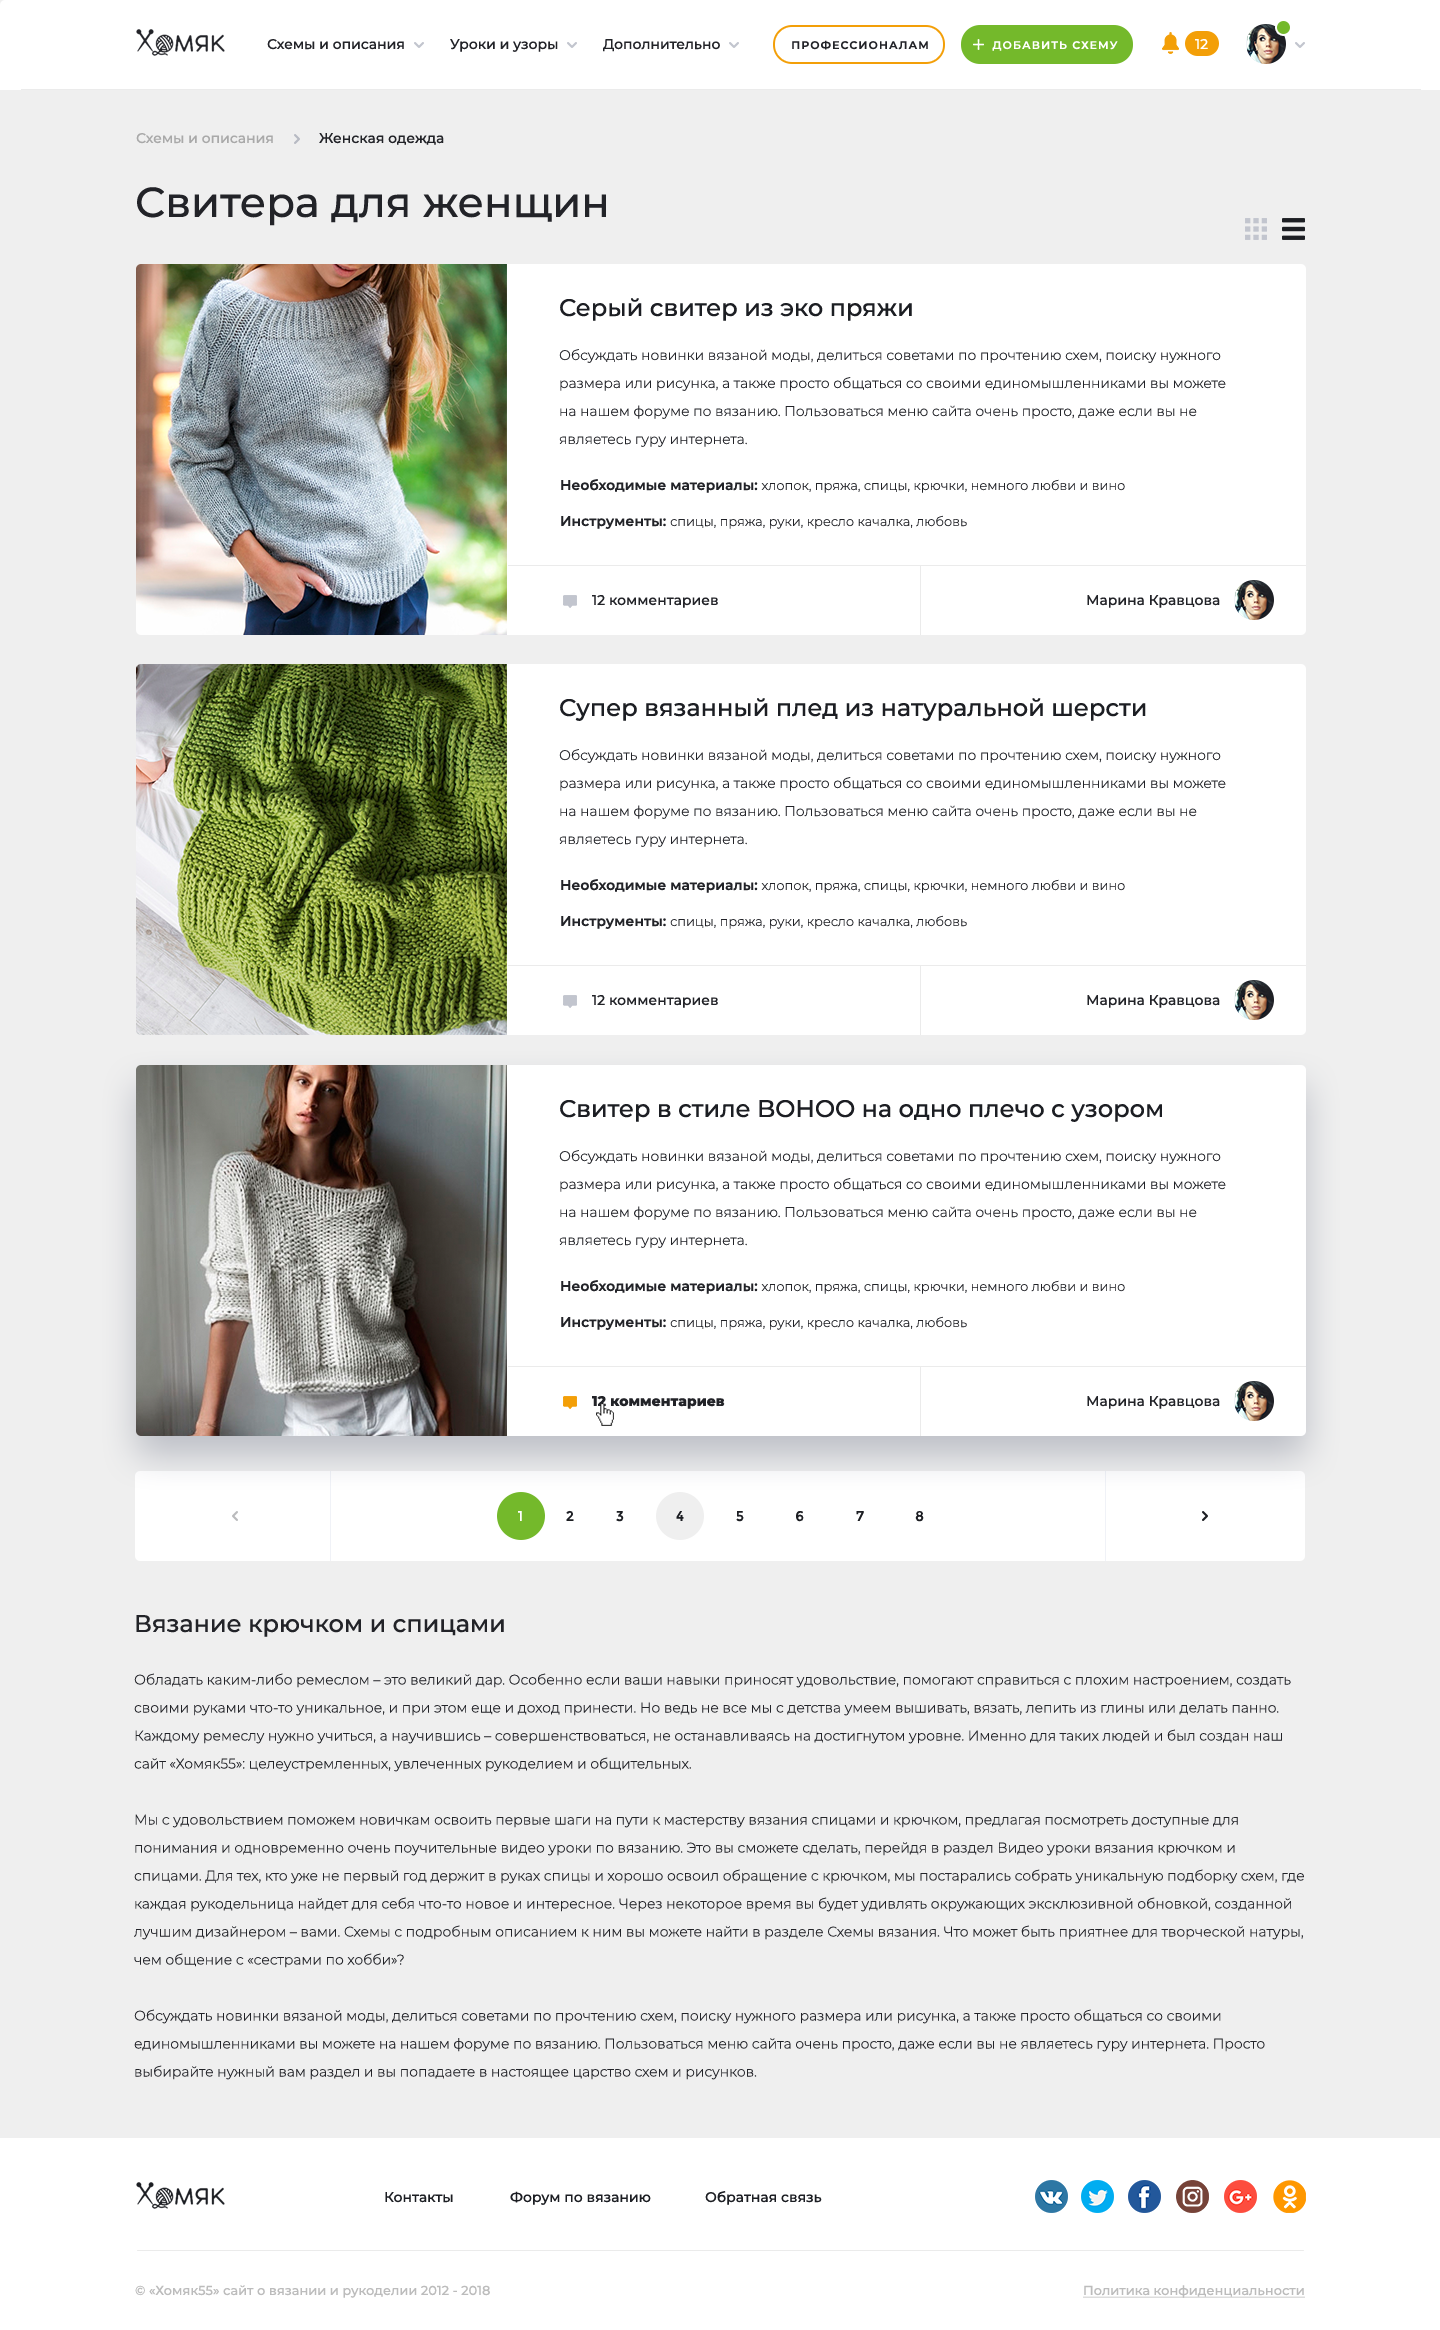 Хомяк
Схемы и описания
Уроки и узоры
Дополнительно
ПРОФЕССИОНАЛАМ
+ ДОБАВИТЬ СХЕМУ
12
Схемы и описания
Женская одежда
Свитера для женщин
Серый свитер из эко пряжи
Обсуждать новинки вязаной моды, делиться советами по прочтению схем, поиску нужного
размера или рисунка, а также просто общаться со своими единомышленниками вы можете
на нашем форуме по вязанию. Пользоваться меню сайта очень просто, даже если вы не
являетесь гуру интернета.
Необходимые материалы: хлопок, пряжа, спицы, крючки, немного любви и вино
Инструменты: спицы, пряжа, руки, кресло качалка, любовь
12 комментариев
Марина Кравцова
Супер вязанный плед из натуральной шерсти
Обсуждать новинки вязаной моды, делиться советами по прочтению схем, поиску нужного
размера или рисунка, а также просто общаться со своими единомышленниками вы можете
на нашем форуме по вязанию. Пользоваться меню сайта очень просто, даже если вы не
являетесь гуру интернета.
Необходимые материалы: хлопок, пряжа, спицы, крючки, немного любви и вино
Инструменты: спицы, пряжа, руки, кресло качалка, любовь
12 комментариев
Марина Кравцова
Свитер в стиле BOHOO на одно плечо с узором
Обсуждать новинки вязаной моды, делиться советами по прочтению схем, поиску нужного
размера или рисунка, а также просто общаться со своими единомышленниками вы можете
на нашем форуме по вязанию. Пользоваться меню сайта очень просто, даже если вы не
являетесь гуру интернета.
Необходимые материалы: хлопок, пряжа, спицы, крючки, немного любви и вино
Инструменты: спицы, пряжа, руки, кресло качалка, любовь
12 комментариев
Марина Кравцова
1 2 3 4 5 6 7 8
Вязание крючком и спицами
Обладать каким-либо ремеслом – это великий дар. Особенно если ваши навыки приносят удовольствие, помогают справиться с плохим настроением, создать
своими руками что-то уникальное, и при этом еще и доход принести. Но ведь не все мы с детства умеем вышивать, вязать, лепить из глины или делать панно.
Каждому ремеслу нужно учиться, а научившись – совершенствоваться, не останавливаясь на достигнутом уровне. Именно для таких людей и был создан наш
сайт «Хомяк55»: целеустремленных, увлеченных рукоделием и общительных.
Мы с удовольствием поможем новичкам освоить первые шаги на пути к мастерству вязания спицами и крючком, предлагая посмотреть доступные для
понимания и одновременно очень поучительные видео уроки по вязанию. Это вы сможете сделать, перейдя в раздел Видео уроки вязания крючком и
спицами. Для тех, кто уже не первый год держит в руках спицы и хорошо освоил обращение с крючком, мы постарались собрать уникальную подборку схем, где
каждая рукодельница найдет для себя что-то новое и интересное. Через некоторое время вы будет удивлять окружающих эксклюзивной обновкой, созданной
лучшим дизайнером – вами. Схемы с подробным описанием к ним вы можете найти в разделе Схемы вязания. Что может быть приятнее для творческой натуры,
чем общение с «сестрами по хобби»?
Обсуждать новинки вязаной моды, делиться советами по прочтению схем, поиску нужного размера или рисунка, а также просто общаться со своими
единомышленниками вы можете на нашем форуме по вязанию. Пользоваться меню сайта очень просто, даже если вы не являетесь гуру интернета. Просто
выбирайте нужный вам раздел и вы попадаете в настоящее царство схем и рисунков.
Хомяк
Контакты
Форум по вязанию
Обратная связь
© «Хомяк55» сайт о вязании и рукоделии 2012 - 2018
Политика конфиденциальности